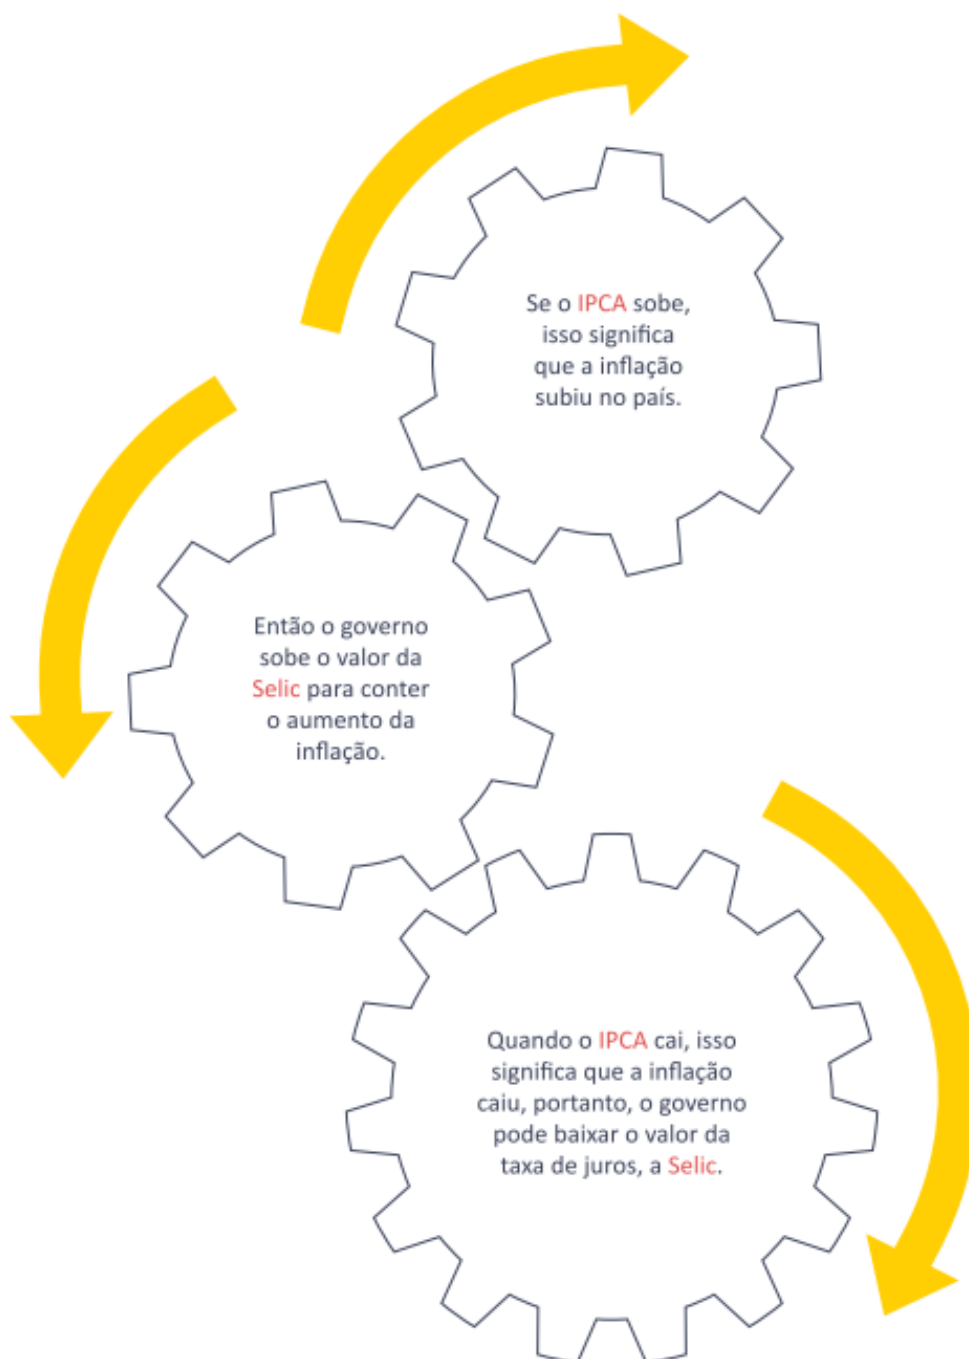 Se o IPCA sobe,
isso significa
que a inflação
subiu no país.
Então o governo
sobe o valor da
Selic para conter
o aumento da
inflação.
Quando o IPCA cai, isso
significa que a inflação
caiu, portanto, o governo
pode baixar o valor da
taxa de juros, a Selic.